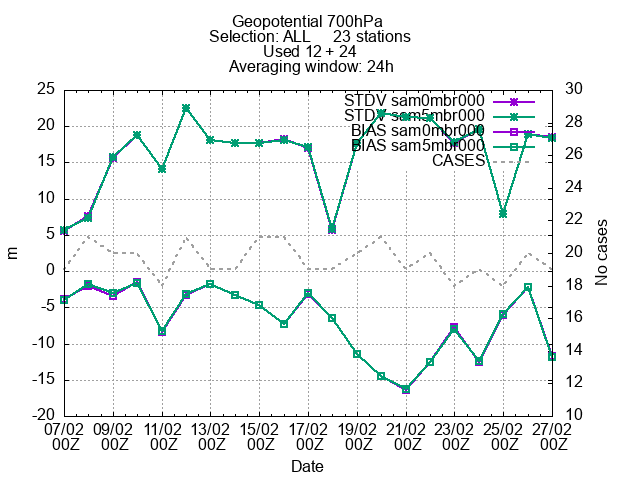 Geopotential 700hPa
Selection: ALL 23 stations
Used 12 + 24
Averaging window: 24h
STDV sam0mbr000
STDV sam5mbr000
BIAS sam0mbr000
BIAS sam5mbr000
CASES
25
20
15
10
5
0
-5
-10
-15
-20
m
30
28
26
24
22
20
18
16
14
12
10
No cases
07/02 09/02 11/02 13/02 15/02 17/02 19/02 21/02 23/02 25/02 27/02
00Z 00Z 00Z 00Z 00Z 00Z 00Z 00Z 00Z 00Z 00Z
Date